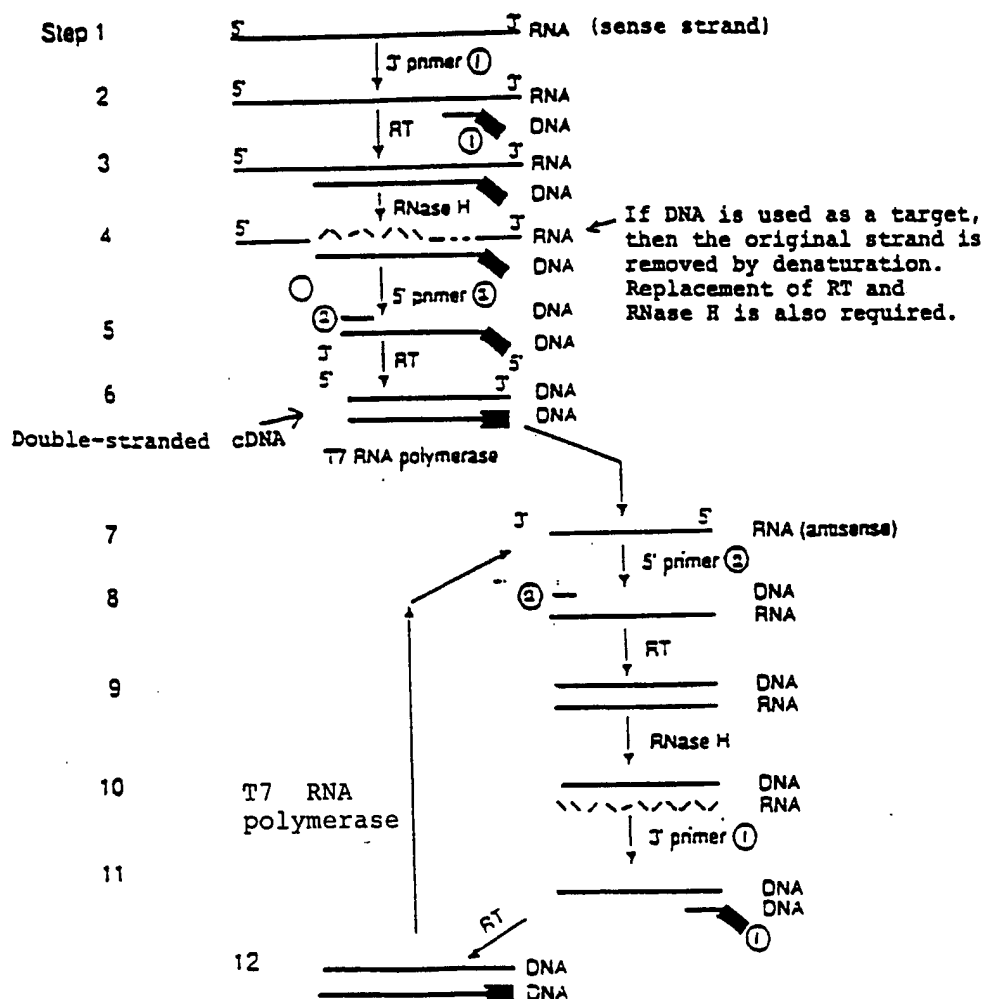 Step 1
5' 3' RNA (sense strand)
3' primer ①
2
5' 3' RNA
DNA
RT
①
3
5' 3' RNA
DNA
RNase H
4
5' 3' RNA
DNA
If DNA is used as a target,
then the original strand is
removed by denaturation.
Replacement of RT and
RNase H is also required.
5' primer ②
5
② DNA
DNA
3' 5'
RT
6
5' 3' DNA
DNA
Double-stranded cDNA
T7 RNA polymerase
7
3' 5' RNA (antisense)
5' primer ②
8
② DNA
RNA
RT
9
DNA
RNA
RNase H
10
DNA
RNA
T7 RNA
polymerase
3' primer ①
11
DNA
DNA
①
RT
12
DNA
DNA